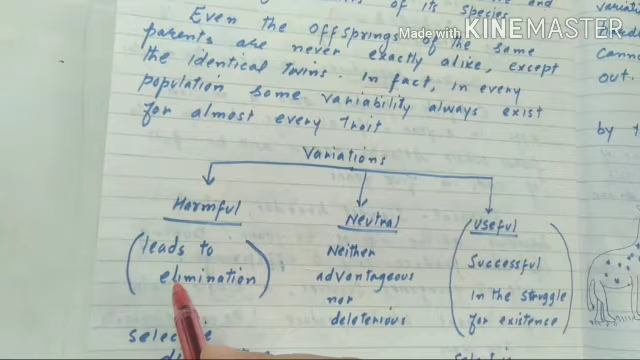 of its species
Made with KINEMASTER
Even the offsprings of the same
parents are never exactly alike, except
the identical twins. In fact, in every
population some variability always exist
for almost every trait
Variations
Harmful
Neutral
Useful
(leads to
elimination)
Neither
advantageous
nor
deleterious
(Successful
in the struggle
for existence)
by
out.